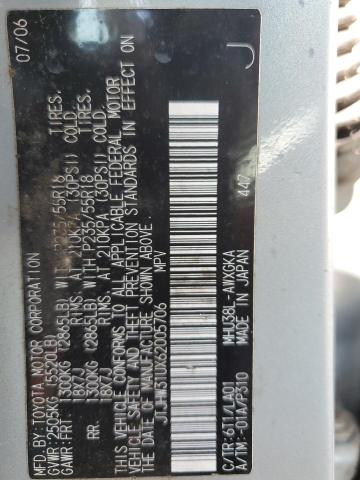 MFD.BY:TOYOTA MOTOR CORPORATION 07/06
GVWR:2505KG (5520LB)
GAWR:FRT. 1300KG (2865LB) WITH P235/55R18 TIRES.
18X7J RIMS. AT 210KPA (30PSI) COLD
RR. 1300KG (2865LB) WITH P235/55R18 TIRES.
18X7J RIMS. AT 210KPA (30PSI) COLD
THIS VEHICLE CONFORMS TO ALL APPLICABLE FEDERAL MOTOR
VEHICLE SAFETY AND THEFT PREVENTION STANDARDS IN EFFECT ON
THE DATE OF MANUFACTURE SHOWN ABOVE.
JTJHW31UX62005706 MPV
J
MHU38L-AWXGKA 447
C/TR:6T1/LA01
A/TM:-01A/P310 MADE IN JAPAN